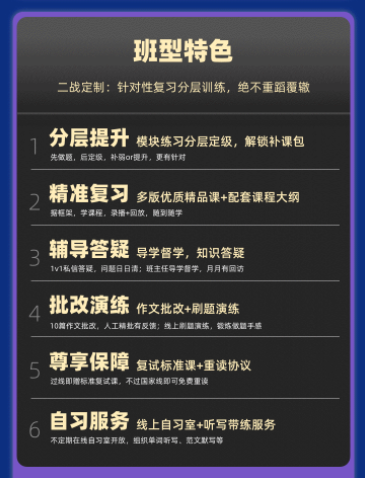 班型特色
二战定制：针对性复习分层训练，绝不重蹈覆辙
1 分层提升 模块练习分层定级，解锁补课包
先做题，后定级，补弱or提升，更有针对
2 精准复习 多版优质精品课+配套课程大纲
据框架，学课程，录播+回放，随到随学
3 辅导答疑 导学督学，知识答疑
1v1私信答疑，问题日日清；班主任导学督学，月月有回访
4 批改演练 作文批改+刷题演练
10篇作文批改，人工精批有反馈；线上刷题演练，锻炼做题手感
5 尊享保障 复试标准课+重读协议
过线即赠标准复试课，不过国家线即可免费重读
6 自习服务 线上自习室+听写带练服务
不定期在线自习室开放，组织单词听写、范文默写等